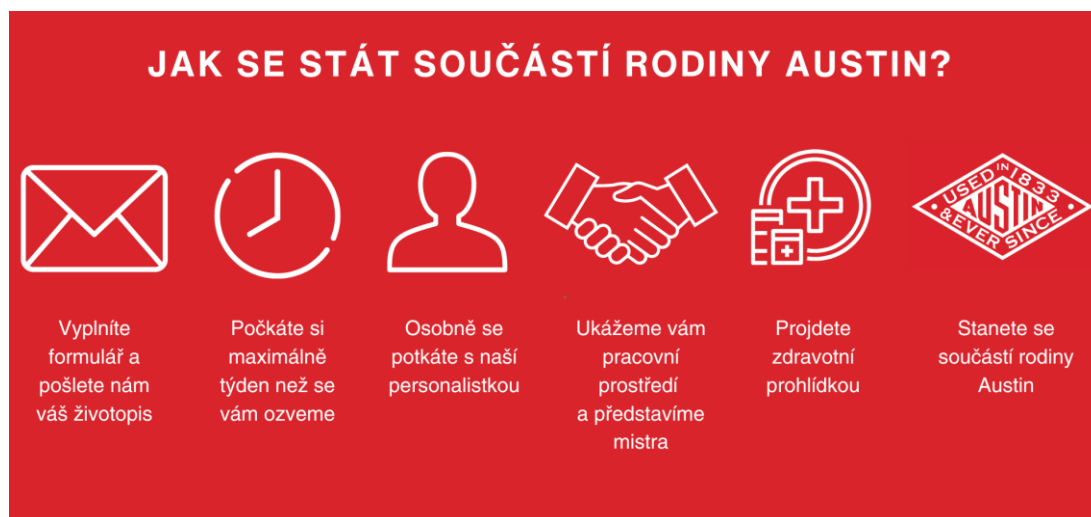 JAK SE STÁT SOUČÁSTÍ RODINY AUSTIN?
USED IN 1833
AUSTIN
& EVER SINCE
Vyplníte
formulář a
pošlete nám
váš životopis
Počkáte si
maximálně
týden než se
vám ozveme
Osobně se
potkáte s naší
personalistkou
Ukážeme vám
pracovní
prostředí
a představíme
mistra
Projdete
zdravotní
prohlídkou
Stanete se
součástí rodiny
Austin